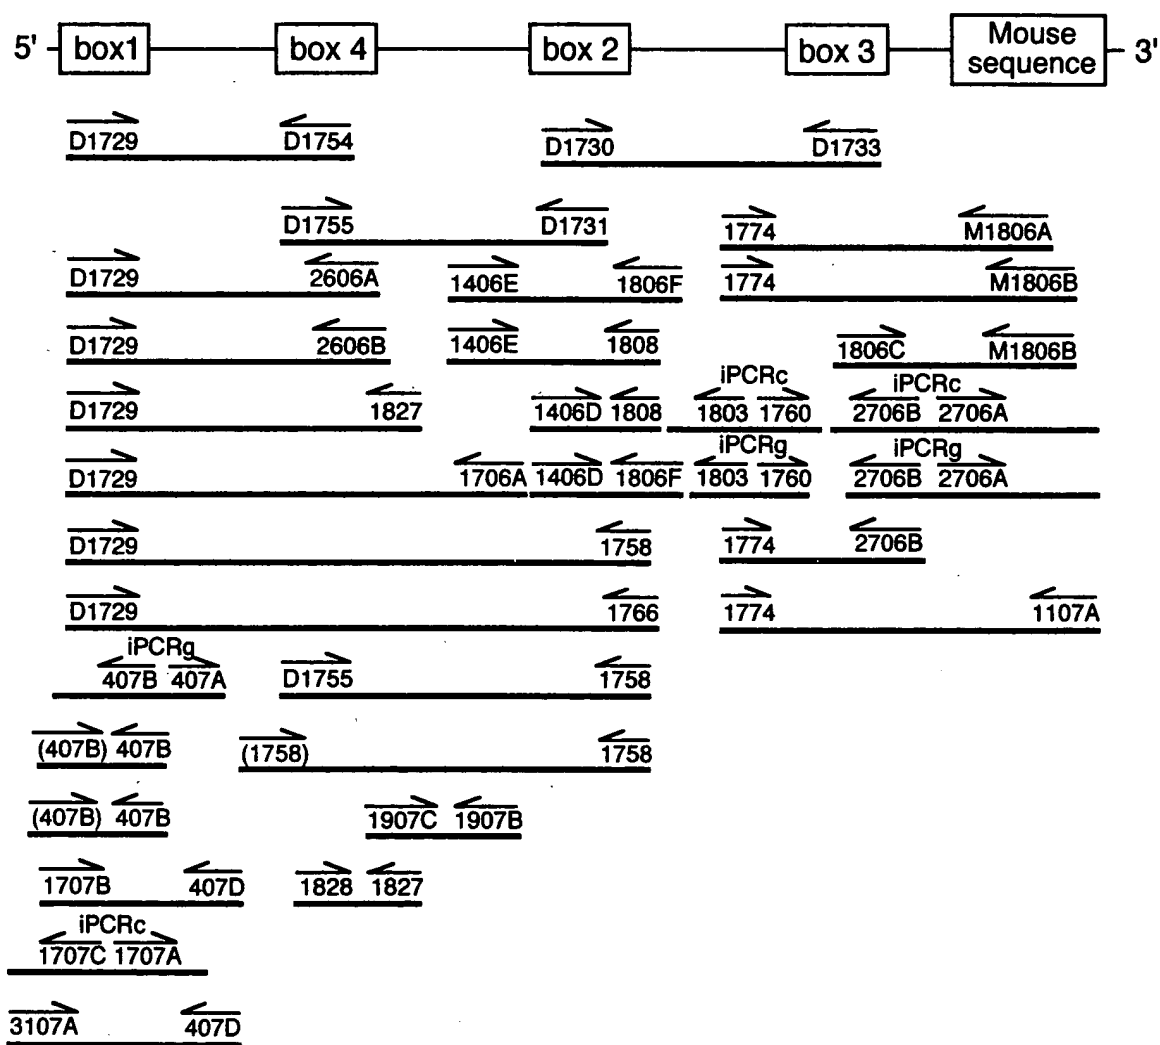 5' box1 box 4 box 2 box 3 Mouse sequence 3'
D1729 D1754 D1730 D1733
D1755 D1731 1774 M1806A
D1729 2606A 1406E 1806F 1774 M1806B
D1729 2606B 1406E 1808 1806C M1806B
iPCRc iPCRc
D1729 1827 1406D 1808 1803 1760 2706B 2706A
iPCRg iPCRg
D1729 1706A 1406D 1806F 1803 1760 2706B 2706A
D1729 1758 1774 2706B
D1729 1766 1774 1107A
iPCRg
407B 407A D1755 1758
(407B) 407B (1758) 1758
(407B) 407B 1907C 1907B
1707B 407D 1828 1827
iPCRc
1707C 1707A
3107A 407D